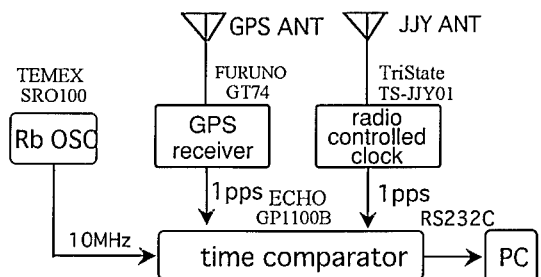 GPS ANT
JJY ANT
TEMEX
SRO100
FURUNO
GT74
TriState
TS-JJY01
Rb OSC
GPS
receiver
radio
controlled
clock
1pps
ECHO
GP1100B
1pps
RS232C
10MHz
time comparator
PC